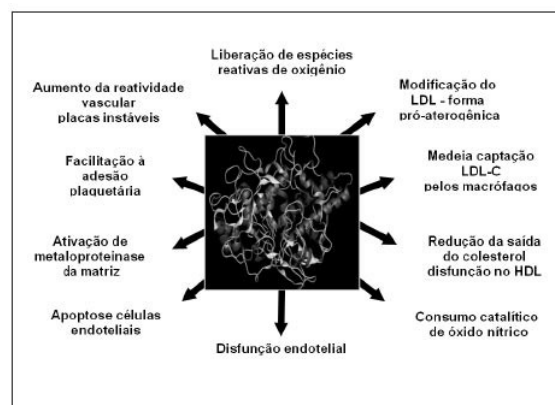 Liberação de espécies
reativas de oxigênio
Aumento da reatividade
vascular
placas instáveis
Modificação do
LDL - forma
pró-aterogênica
Facilitação à
adesão
plaquetária
Medeia captação
LDL-C
pelos macrófagos
Ativação de
metaloproteinase
da matriz
Redução da saída
do colesterol
disfunção no HDL
Apoptose células
endoteliais
Consumo catalítico
de óxido nítrico
Disfunção endotelial